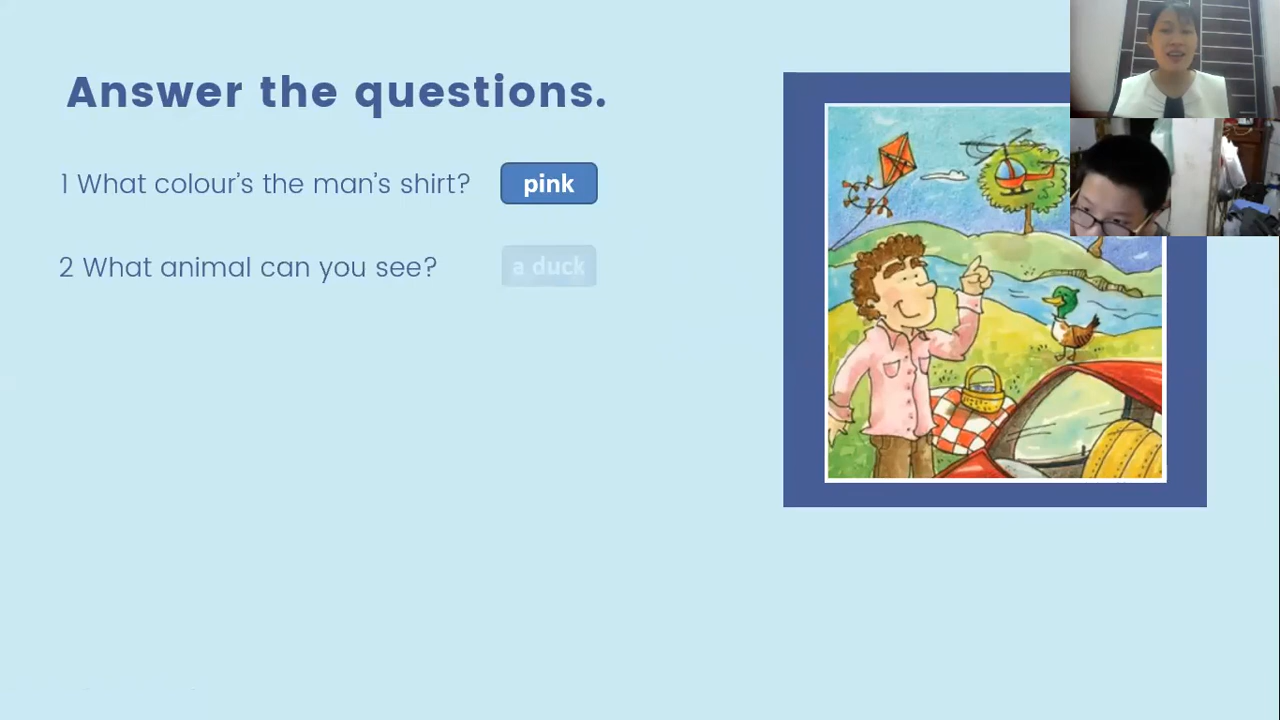 Answer the questions.
1 What colour's the man's shirt? pink
2 What animal can you see? a duck